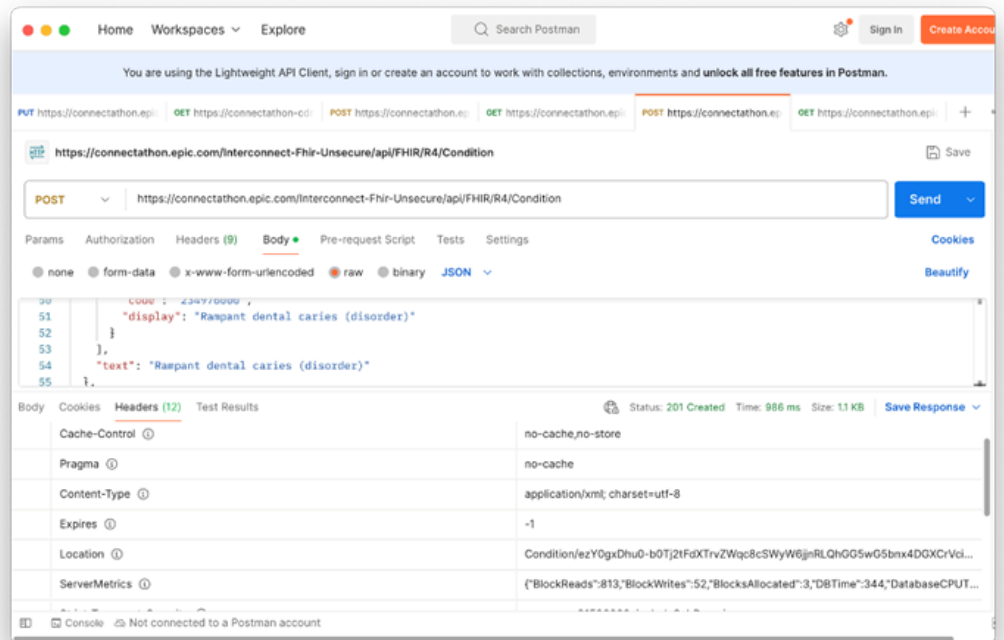 Home Workspaces Explore Search Postman Sign In Create Accou
You are using the Lightweight API Client, sign in or create an account to work with collections, environments and unlock all free features in Postman.
PUT https://connectathon.epi GET https://connectathon-cd POST https://connectathon.ep GET https://connectathon.epi POST https://connectathon.ep GET https://connectathon.epi
https://connectathon.epic.com/Interconnect-Fhir-Unsecure/api/FHIR/R4/Condition Save
POST https://connectathon.epic.com/Interconnect-Fhir-Unsecure/api/FHIR/R4/Condition Send
Params Authorization Headers (9) Body Pre-request Script Tests Settings Cookies
none form-data x-www-form-urlencoded raw binary JSON Beautify
50 "code":
51 "display": "Rampant dental caries (disorder)"
52 }
53 ],
54 "text": "Rampant dental caries (disorder)"
55 },
Body Cookies Headers (12) Test Results Status: 201 Created Time: 986 ms Size: 1.1 KB Save Response
Cache-Control no-cache,no-store
Pragma no-cache
Content-Type application/xml; charset=utf-8
Expires -1
Location Condition/ezY0gxDhu0-b0Tj2tFdXTrvZWqc8cSWyW6jjnRLQhGG5wG5bnx4DGXCrVci...
ServerMetrics {"BlockReads":813,"BlockWrites":52,"BlocksAllocated":3,"DBTime":344,"DatabaseCPUT...
Console Not connected to a Postman account